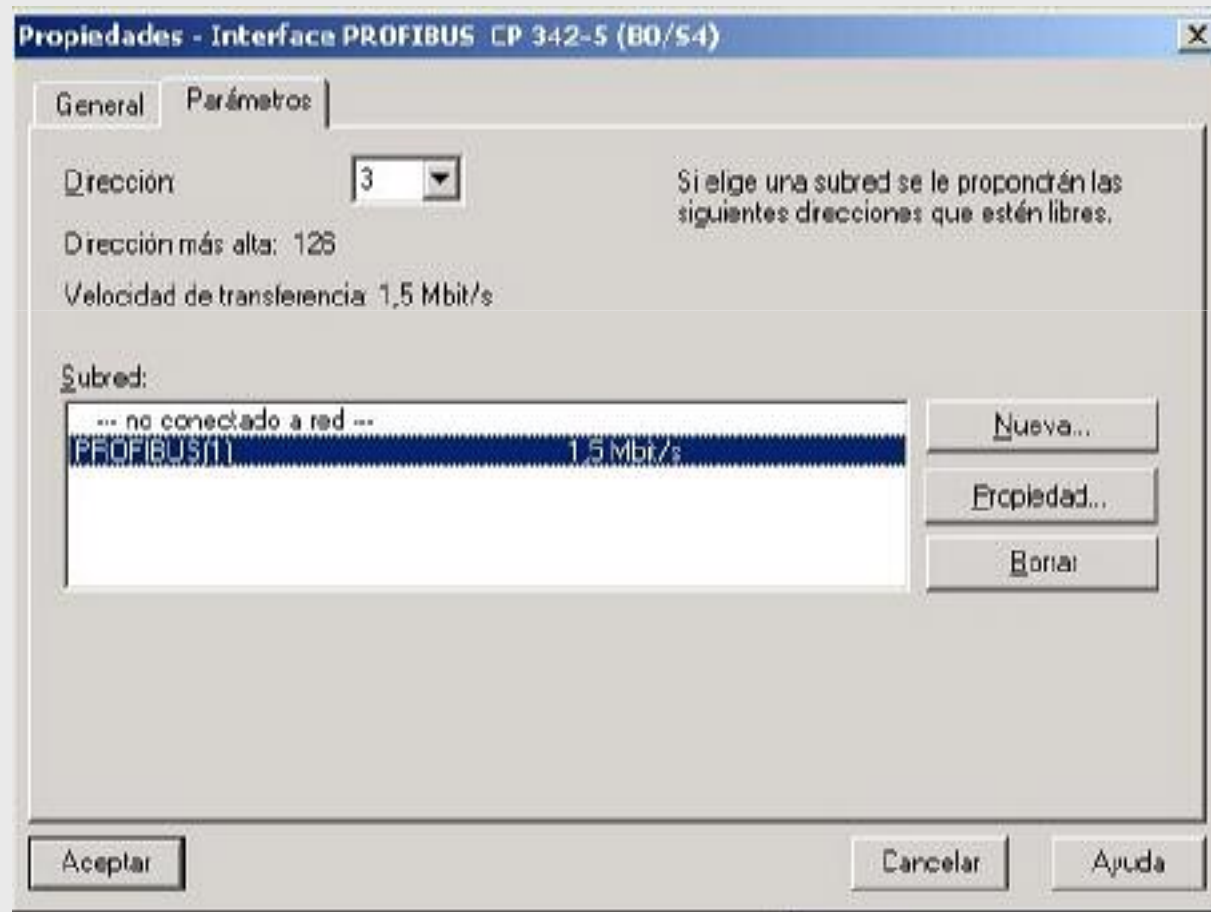 Propiedades - Interface PROFIBUS CP 342-5 (B0/S4)
General
Parámetros
Dirección:
3
Si elige una subred se le propondrán las
siguientes direcciones que estén libres.
Dirección más alta: 126
Velocidad de transferencia: 1,5 Mbit/s
Subred:
--- no conectado a red ---
PROFIBUS(1) 1,5 Mbit/s
Nueva...
Propiedad...
Borrar
Aceptar
Cancelar
Ayuda